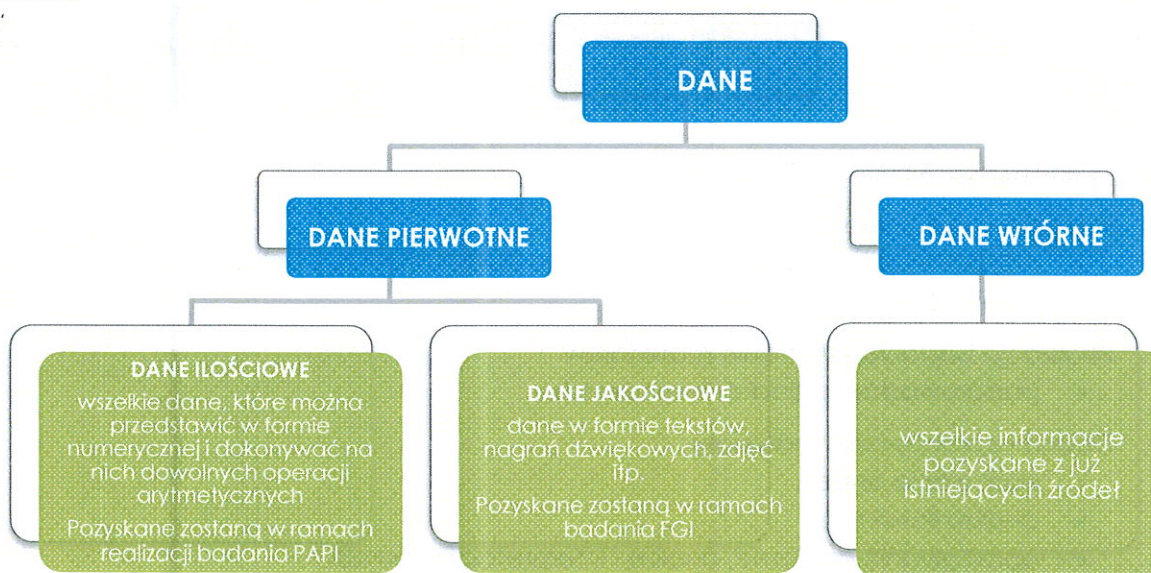 DANE
DANE PIERWOTNE
DANE WTÓRNE
DANE ILOŚCIOWE
wszelkie dane, które można
przedstawić w formie
numerycznej i dokonywać na
nich dowolnych operacji
arytmetycznych
Pozyskane zostaną w ramach
realizacji badania PAPI
DANE JAKOŚCIOWE
dane w formie tekstów,
nagrań dźwiękowych, zdjęć
itp.
Pozyskane zostaną w ramach
badania FGI
wszelkie informacje
pozyskane z już
istniejących źródeł